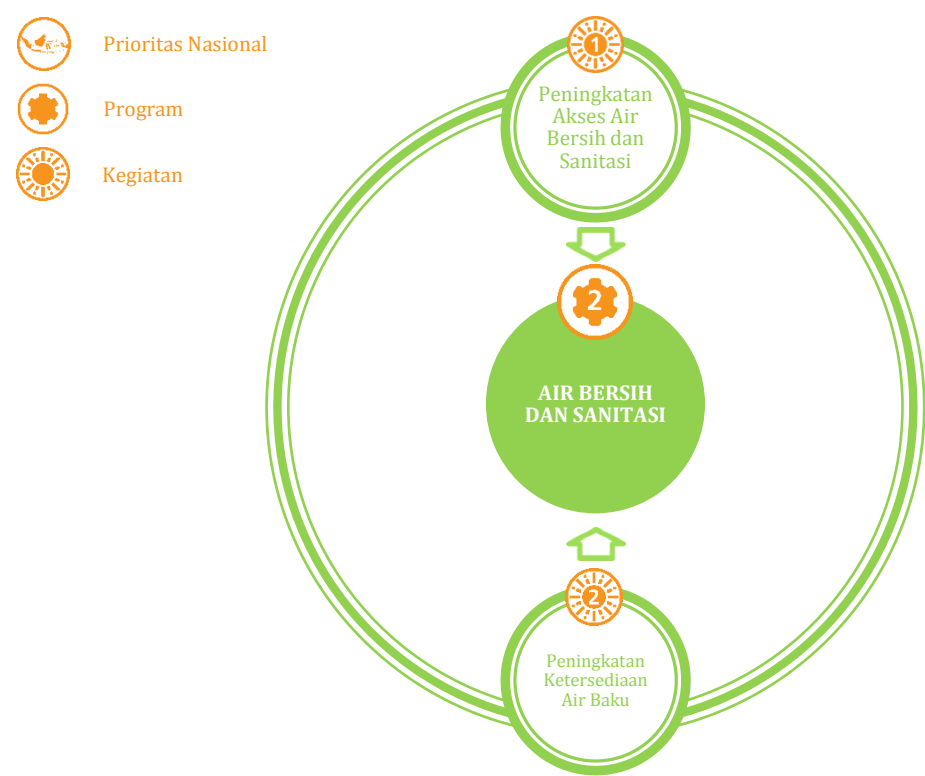 Prioritas Nasional
Program
Kegiatan
1
Peningkatan
Akses Air
Bersih dan
Sanitasi
2
AIR BERSIH
DAN SANITASI
2
Peningkatan
Ketersediaan
Air Baku